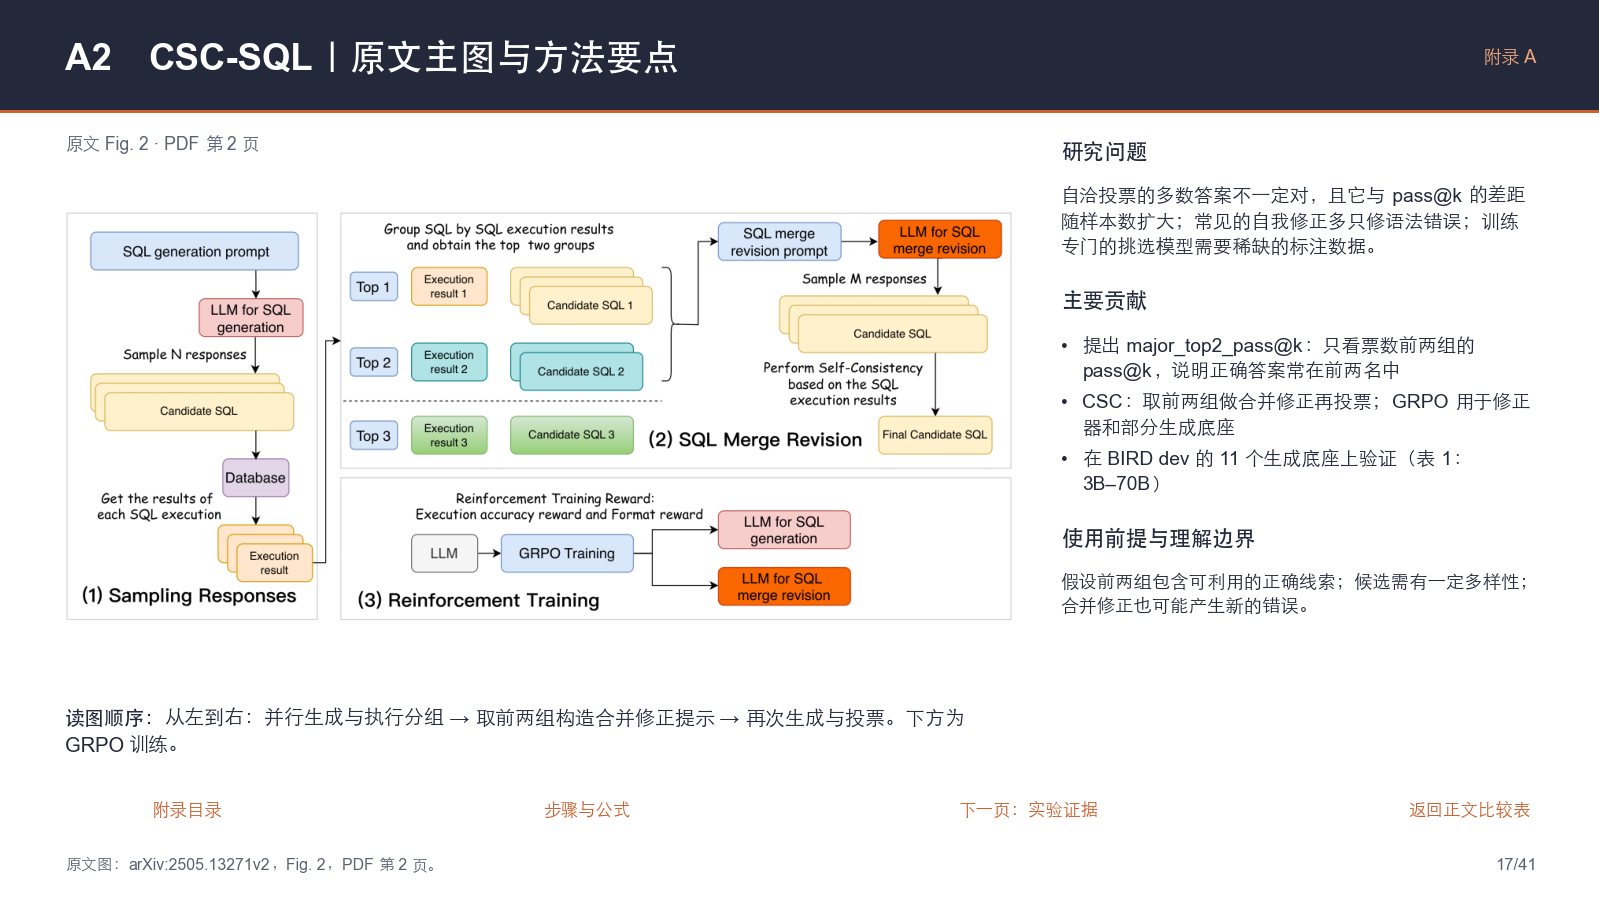 A2 CSC-SQL | 原文主图与方法要点
附录 A
原文 Fig. 2 · PDF 第 2 页
SQL generation prompt
LLM for SQL
generation
Sample N responses
Candidate SQL
Database
Get the results of
each SQL execution
Execution
result
(1) Sampling Responses
Group SQL by SQL execution results
and obtain the top two groups
Top 1
Execution
result 1
Candidate SQL 1
Top 2
Execution
result 2
Candidate SQL 2
Top 3
Execution
result 3
Candidate SQL 3
SQL merge
revision prompt
LLM for SQL
merge revision
Sample M responses
Candidate SQL
Perform Self-Consistency
based on the SQL
execution results
Final Candidate SQL
(2) SQL Merge Revision
Reinforcement Training Reward:
Execution accuracy reward and Format reward
LLM
GRPO Training
LLM for SQL
generation
LLM for SQL
merge revision
(3) Reinforcement Training
研究问题
自洽投票的多数答案不一定对，且它与 pass@k 的差距
随样本数扩大；常见的自我修正多只修语法错误；训练
专门的挑选模型需要稀缺的标注数据。
主要贡献
• 提出 major_top2_pass@k：只看票数前两组的
pass@k，说明正确答案常在前两名中
• CSC：取前两组做合并修正再投票；GRPO 用于修正
器和部分生成底座
• 在 BIRD dev 的 11 个生成底座上验证（表 1：
3B–70B）
使用前提与理解边界
假设前两组包含可利用的正确线索；候选需有一定多样性；
合并修正也可能产生新的错误。
读图顺序：从左到右：并行生成与执行分组 → 取前两组构造合并修正提示 → 再次生成与投票。下方为
GRPO 训练。
附录目录
步骤与公式
下一页：实验证据
返回正文比较表
原文图：arXiv:2505.13271v2，Fig. 2，PDF 第 2 页。
17/41